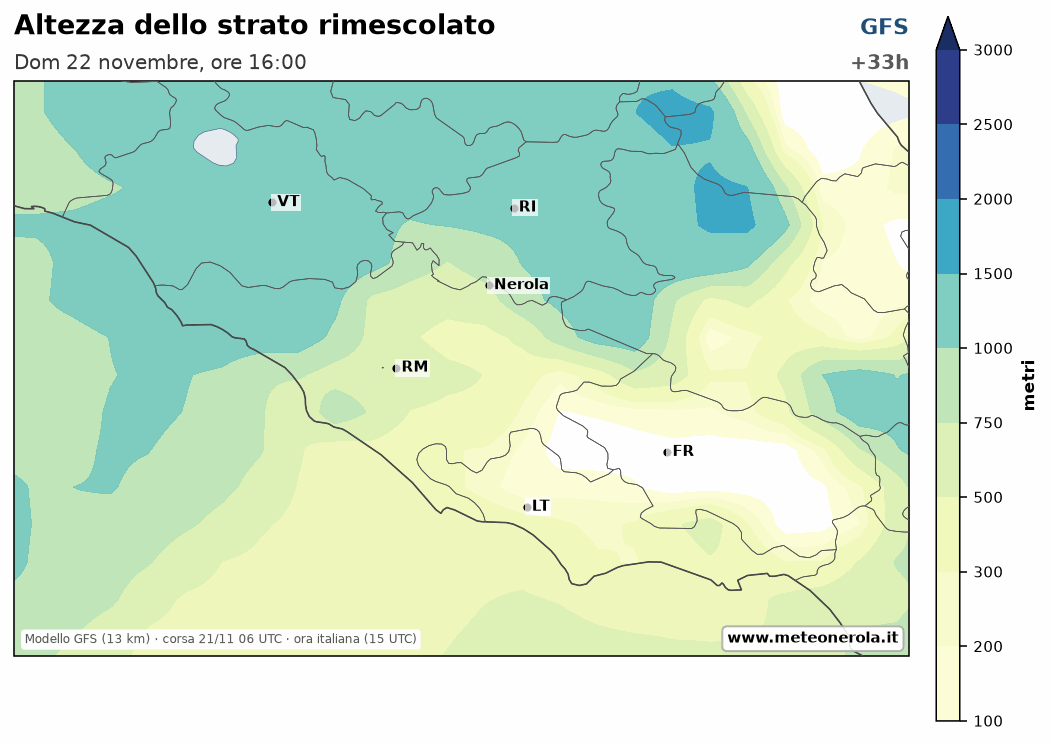 Altezza dello strato rimescolato
GFS
Dom 22 novembre, ore 16:00
+33h
VT
RI
Nerola
RM
FR
LT
3000
2500
2000
1500
1000
750
500
300
200
100
metri
Modello GFS (13 km) · corsa 21/11 06 UTC · ora italiana (15 UTC)
www.meteonerola.it